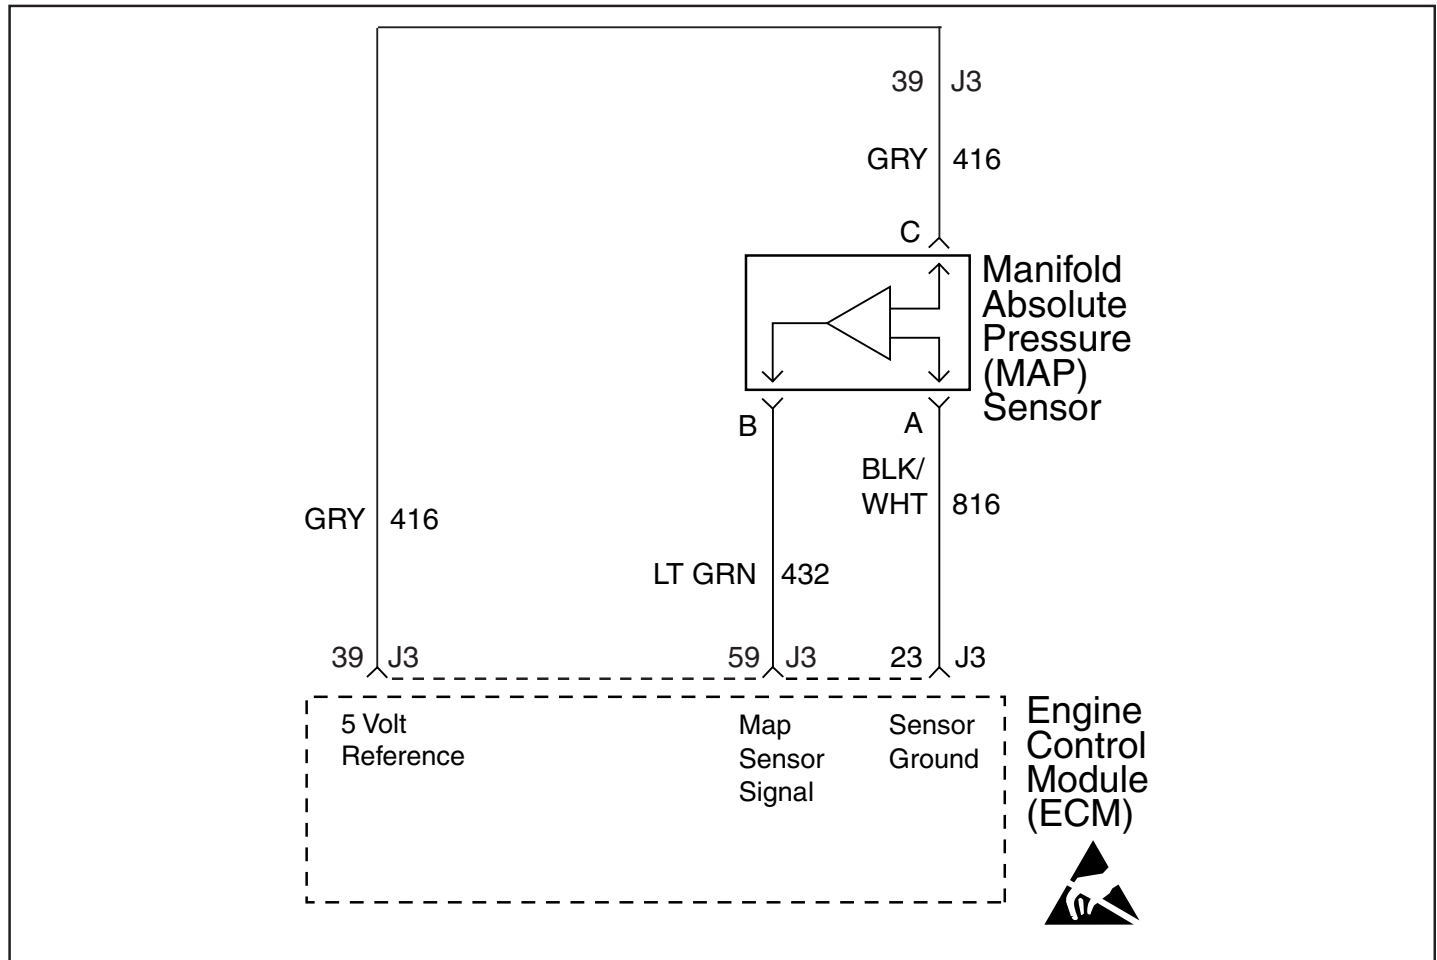 39 J3
GRY 416
C
Manifold
Absolute
Pressure
(MAP)
Sensor
B
A
BLK/
WHT 816
GRY 416
LT GRN 432
39 J3
59 J3
23 J3
5 Volt
Reference
Map
Sensor
Signal
Sensor
Ground
Engine
Control
Module
(ECM)